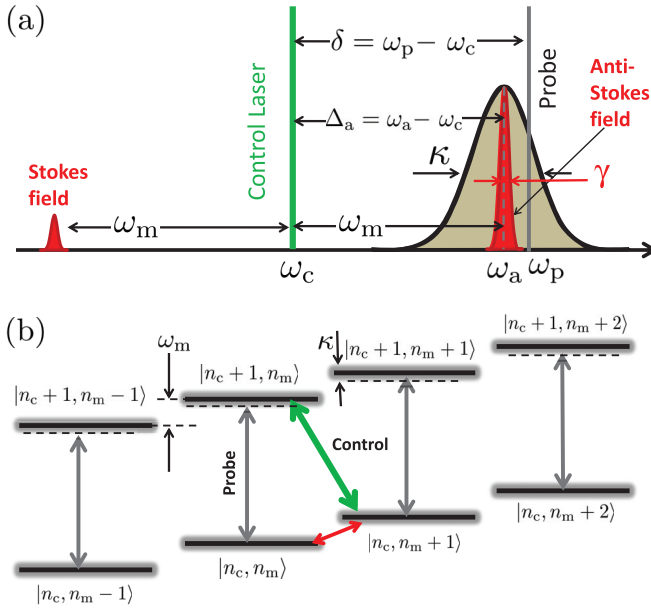 (a)
δ = ωp − ωc
Control Laser
Probe
Anti-
Stokes
field
Δa = ωa − ωc
κ
γ
Stokes
field
ωm
ωm
ωc
ωa
ωp
(b)
ωm
κ
|nc + 1, nm + 2⟩
|nc + 1, nm + 1⟩
|nc + 1, nm⟩
|nc + 1, nm − 1⟩
Control
Probe
|nc, nm + 2⟩
|nc, nm + 1⟩
|nc, nm⟩
|nc, nm − 1⟩